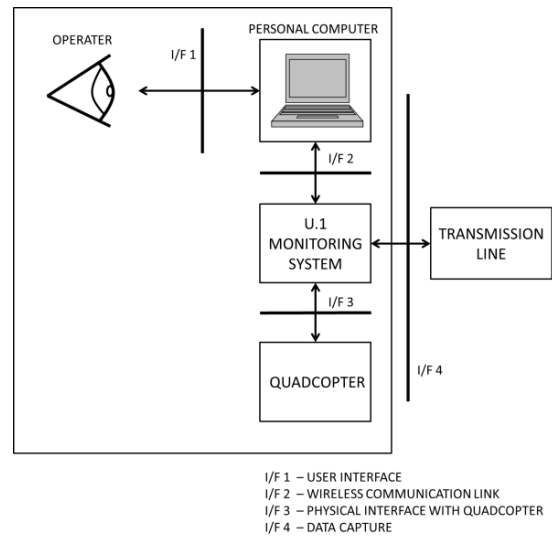 PERSONAL COMPUTER
OPERATER
I/F 1
I/F 2
U.1
MONITORING
SYSTEM
TRANSMISSION
LINE
I/F 3
QUADCOPTER
I/F 4
I/F 1 – USER INTERFACE
I/F 2 – WIRELESS COMMUNICATION LINK
I/F 3 – PHYSICAL INTERFACE WITH QUADCOPTER
I/F 4 – DATA CAPTURE